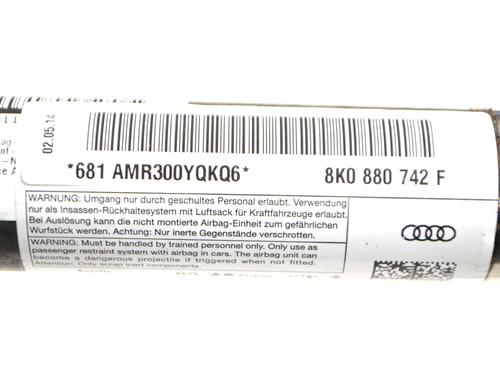 02.05.14
*681 AMR300YQKQ6*
8K0 880 742 F
WARNUNG: Umgang nur durch geschultes Personal erlaubt. Verwendung
nur als Insassen-Rückhaltesystem mit Luftsack für Kraftfahrzeuge erlaubt.
Bei Auslösung kann die nicht montierte Airbag-Einheit zum gefährlichen
Wurfstück werden. Achtung: Nur inerte Gegenstände verschrotten.
WARNING: Must be handled by trained personnel only. Only use as
passenger restraint system with airbag in cars. The airbag unit can
become a dangerous projectile if triggered when not fitted.
Attention: Only scrap inert components.